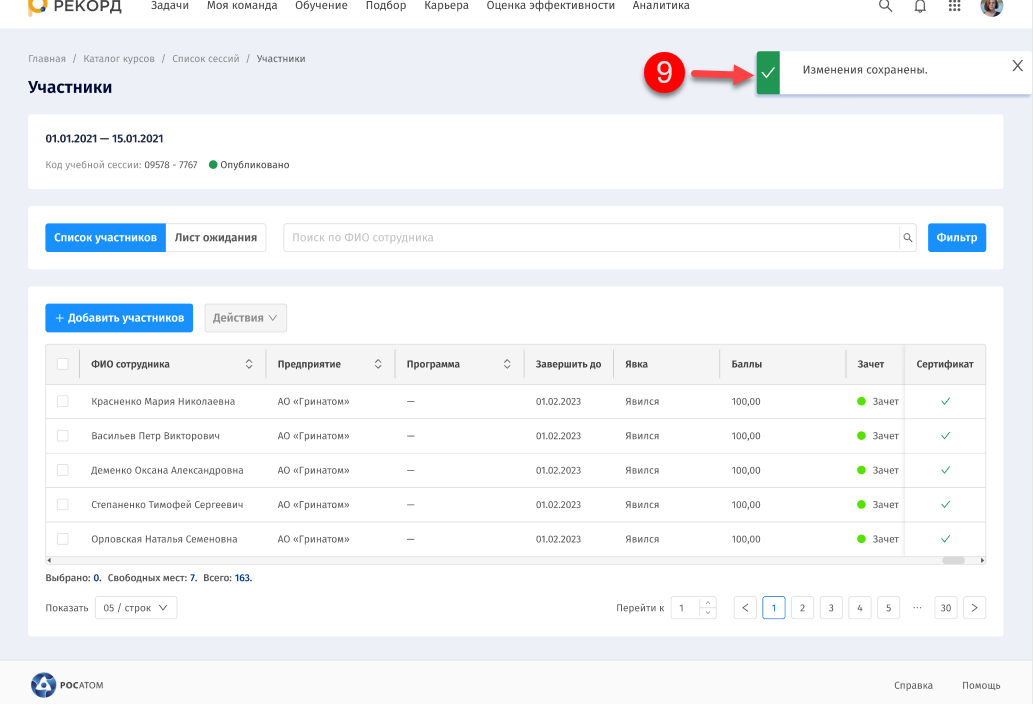 РЕКОРД Задачи Моя команда Обучение Подбор Карьера Оценка эффективности Аналитика
Главная / Каталог курсов / Список сессий / Участники
9
Изменения сохранены.
Участники
01.01.2021 — 15.01.2021
Код учебной сессии: 09578 - 7767 Опубликовано
Список участников Лист ожидания Поиск по ФИО сотрудника Фильтр
+ Добавить участников Действия
ФИО сотрудника Предприятие Программа Завершить до Явка Баллы Зачет Сертификат
Красненко Мария Николаевна АО «Гринатом» — 01.02.2023 Явился 100,00 Зачет
Васильев Петр Викторович АО «Гринатом» — 01.02.2023 Явился 100,00 Зачет
Деменко Оксана Александровна АО «Гринатом» — 01.02.2023 Явился 100,00 Зачет
Степаненко Тимофей Сергеевич АО «Гринатом» — 01.02.2023 Явился 100,00 Зачет
Орловская Наталья Семеновна АО «Гринатом» — 01.02.2023 Явился 100,00 Зачет
Выбрано: 0. Свободных мест: 7. Всего: 163.
Показать 05 / строк Перейти к 1 < 1 2 3 4 5 ··· 30 >
РОСАТОМ Справка Помощь